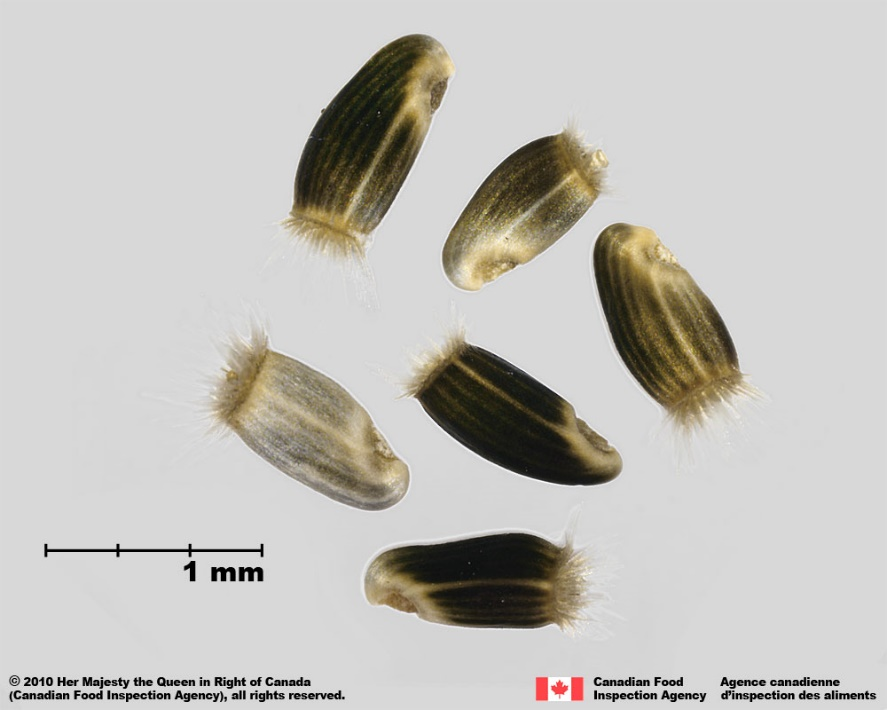 1 mm
© 2010 Her Majesty the Queen in Right of Canada
(Canadian Food Inspection Agency), all rights reserved.
Canadian Food
Inspection Agency
Agence canadienne
d'inspection des aliments